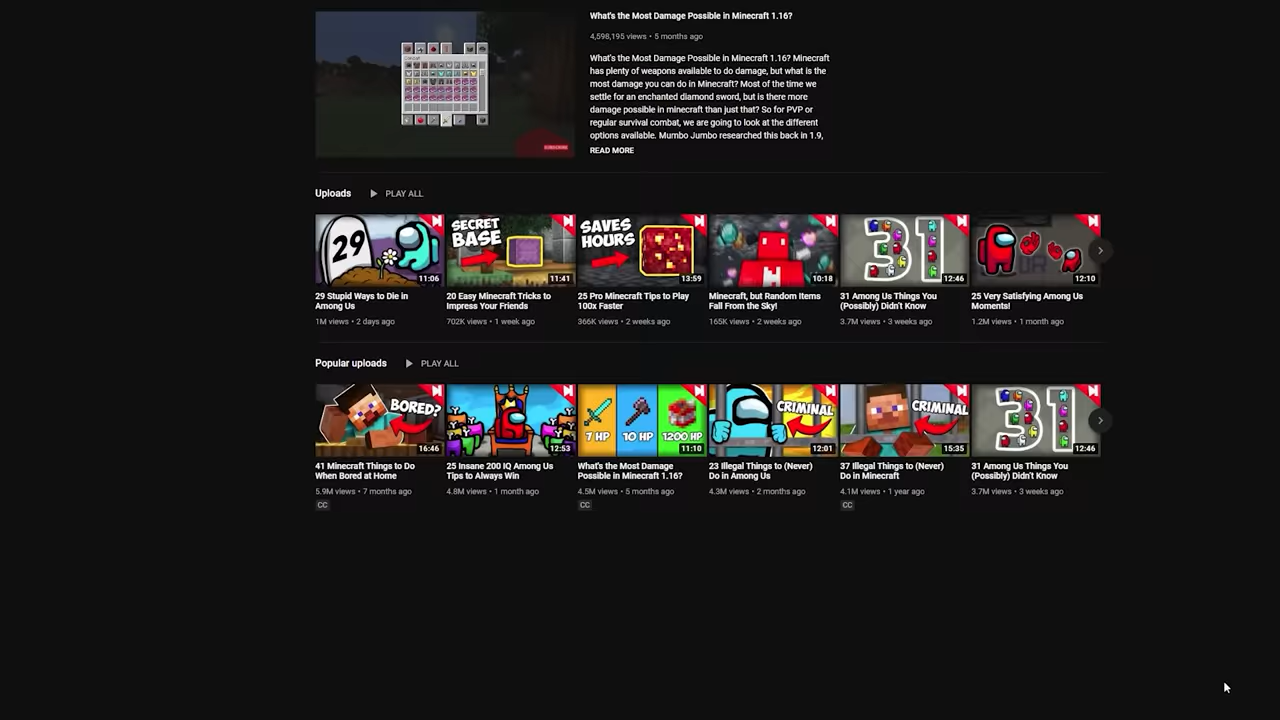 What's the Most Damage Possible in Minecraft 1.16?
4,598,195 views • 5 months ago
What's the Most Damage Possible in Minecraft 1.16? Minecraft
has plenty of weapons available to do damage, but what is the
most damage you can do in Minecraft? Most of the time we
settle for an enchanted diamond sword, but is there more
damage possible in minecraft than just that? So for PVP or
regular survival combat, we are going to look at the different
options available. Mumbo Jumbo researched this back in 1.9,
READ MORE
Uploads PLAY ALL
29
11:06
SECRET
BASE
11:41
SAVES
HOURS
13:59
10:18
31
12:46
OR
12:10
29 Stupid Ways to Die in
Among Us
1M views • 2 days ago
20 Easy Minecraft Tricks to
Impress Your Friends
702K views • 1 week ago
25 Pro Minecraft Tips to Play
100x Faster
366K views • 2 weeks ago
Minecraft, but Random Items
Fall From the Sky!
165K views • 2 weeks ago
31 Among Us Things You
(Possibly) Didn't Know
3.7M views • 3 weeks ago
25 Very Satisfying Among Us
Moments!
1.2M views • 1 month ago
Popular uploads PLAY ALL
BORED?
16:46
12:53
7 HP 10 HP 1200 HP
11:10
CRIMINAL
12:01
CRIMINAL
15:35
31
12:46
41 Minecraft Things to Do
When Bored at Home
5.9M views • 7 months ago
CC
25 Insane 200 IQ Among Us
Tips to Always Win
4.8M views • 1 month ago
What's the Most Damage
Possible in Minecraft 1.16?
4.5M views • 5 months ago
CC
23 Illegal Things to (Never)
Do in Among Us
4.3M views • 2 months ago
37 Illegal Things to (Never)
Do in Minecraft
4.1M views • 1 year ago
CC
31 Among Us Things You
(Possibly) Didn't Know
3.7M views • 3 weeks ago